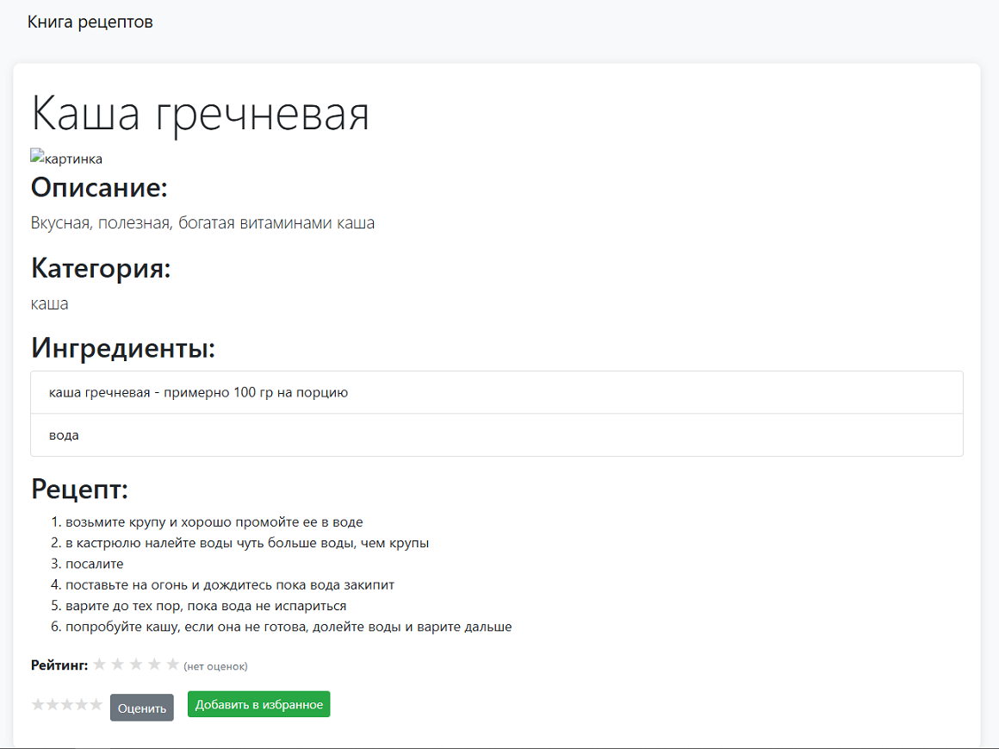 Книга рецептов
Каша гречневая
картинка
Описание:
Вкусная, полезная, богатая витаминами каша
Категория:
каша
Ингредиенты:
каша гречневая - примерно 100 гр на порцию
вода
Рецепт:
1. возьмите крупу и хорошо промойте ее в воде
2. в кастрюлю налейте воды чуть больше воды, чем крупы
3. посалите
4. поставьте на огонь и дождитесь пока вода закипит
5. варите до тех пор, пока вода не испариться
6. попробуйте кашу, если она не готова, долейте воды и варите дальше
Рейтинг: ★ ★ ★ ★ ★ (нет оценок)
★★★★★ Оценить Добавить в избранное